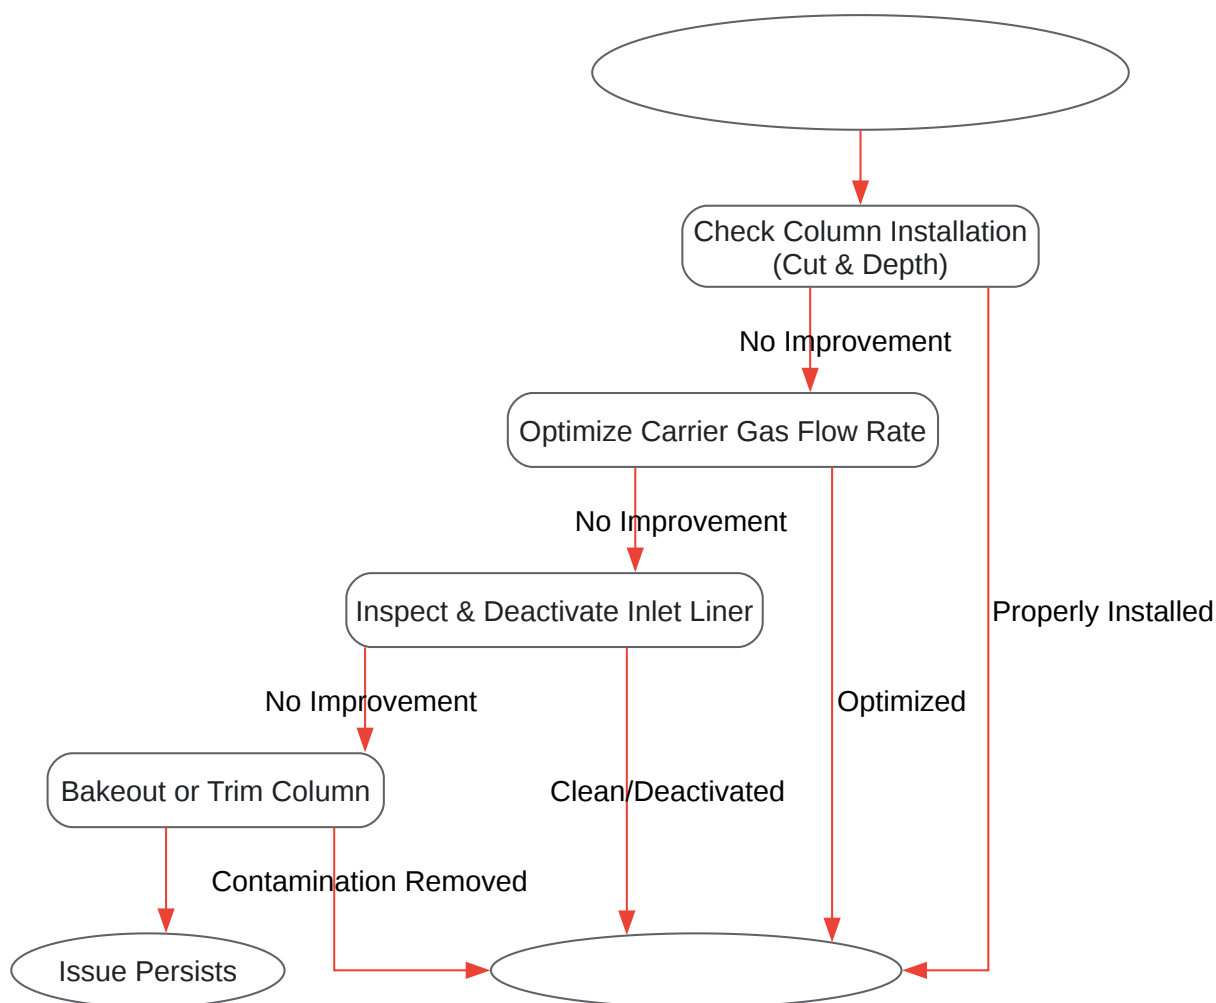 Check Column Installation
(Cut & Depth)
No Improvement
Optimize Carrier Gas Flow Rate
No Improvement
Inspect & Deactivate Inlet Liner
Properly Installed
No Improvement
Optimized
Bakeout or Trim Column
Clean/Deactivated
Contamination Removed
Issue Persists